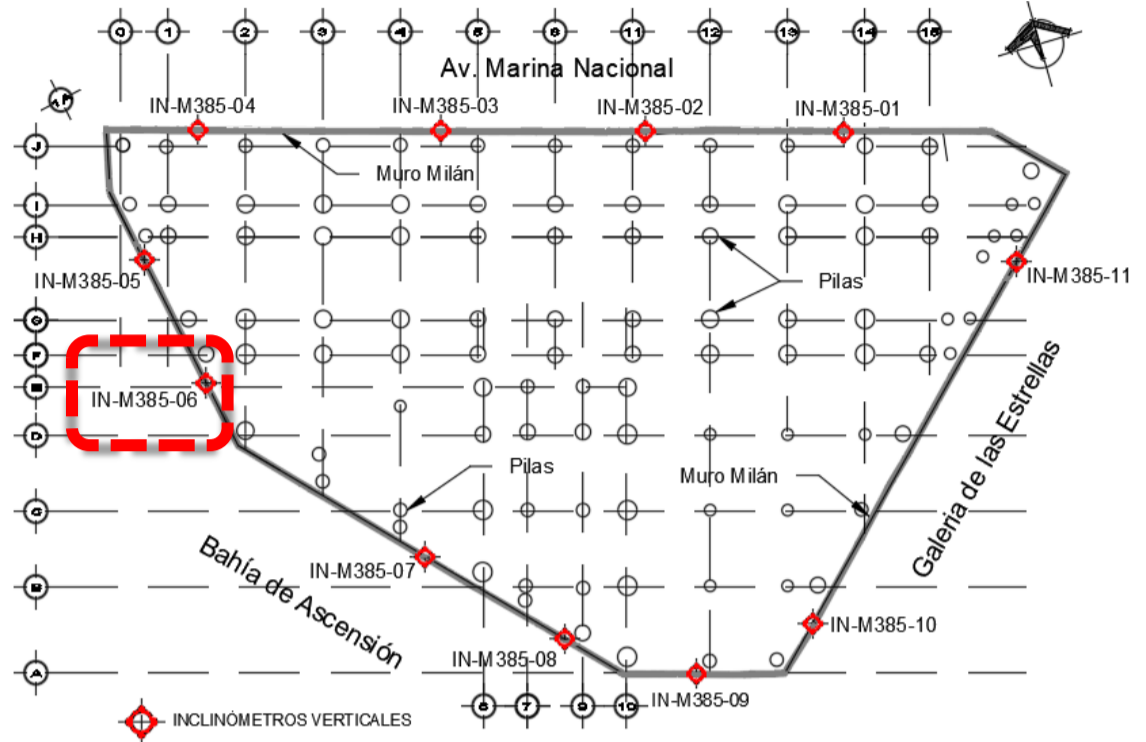 0 1 2 3 4 5 8 11 12 13 14 15
Av. Marina Nacional
IN-M385-04 IN-M385-03 IN-M385-02 IN-M385-01
J
Muro Milán
I
H
IN-M385-05
Pilas
IN-M385-11
G
F
E
IN-M385-06
D
Pilas
Muro Milán
Galeria de las Estrellas
C
Bahía de Ascensión
IN-M385-07
B
IN-M385-10
IN-M385-08
A
IN-M385-09
6 7 9 10
INCLINÓMETROS VERTICALES